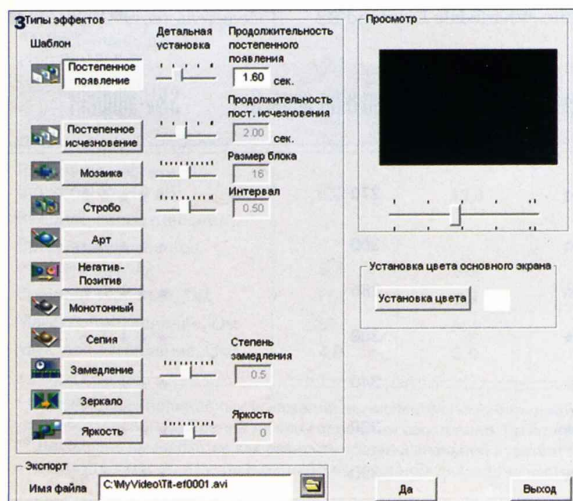 3 Типы эффектов
Шаблон
Детальная установка
Продолжительность постепенного появления
Постепенное появление
1.60 сек.
Продолжительность пост. исчезновения
Постепенное исчезновение
2.00 сек.
Размер блока
Мозаика
16
Интервал
Стробо
0.50
Арт
Негатив-Позитив
Монотонный
Сепия
Степень замедления
Замедление
0.5
Зеркало
Яркость
Яркость
0
Просмотр
Установка цвета основного экрана
Установка цвета
Экспорт
Имя файла
C:\MyVideo\Tit-ef0001.avi
Да
Выход